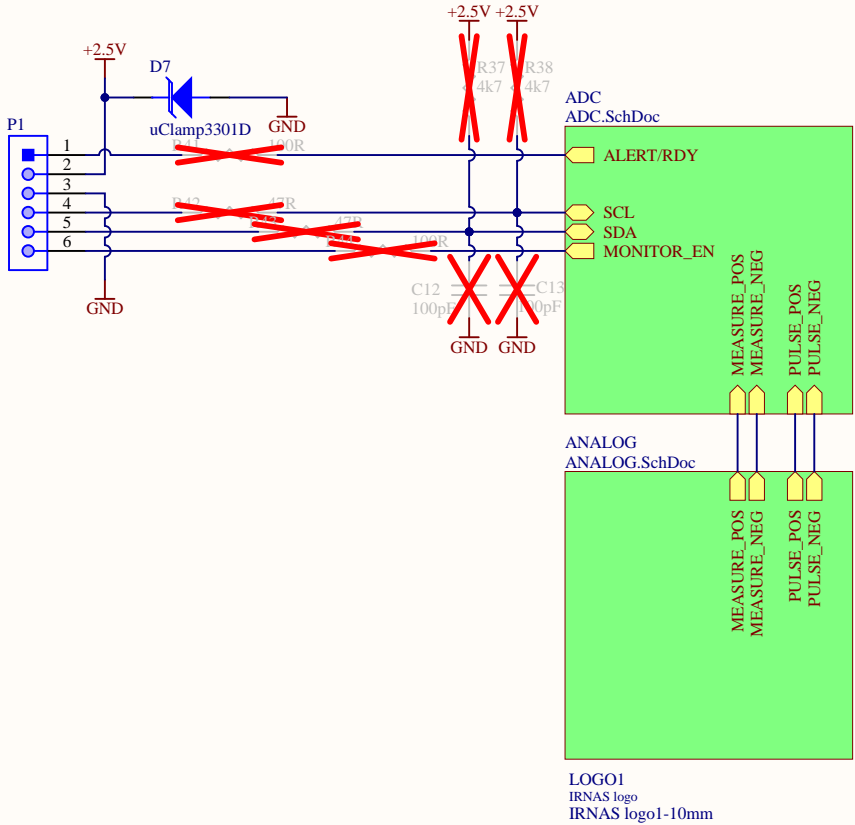 +2.5V
+2.5V
+2.5V
R37
4k7
R38
4k7
D7
uClamp3301D
GND
P1
1
2
3
4
5
6
R41
100R
R42
47R
47R
100R
GND
C12
100pF
C13
GND
GND
ADC
ADC.SchDoc
ALERT/RDY
SCL
SDA
MONITOR_EN
MEASURE_POS
MEASURE_NEG
PULSE_POS
PULSE_NEG
ANALOG
ANALOG.SchDoc
MEASURE_POS
MEASURE_NEG
PULSE_POS
PULSE_NEG
LOGO1
IRNAS logo
IRNAS logo1-10mm